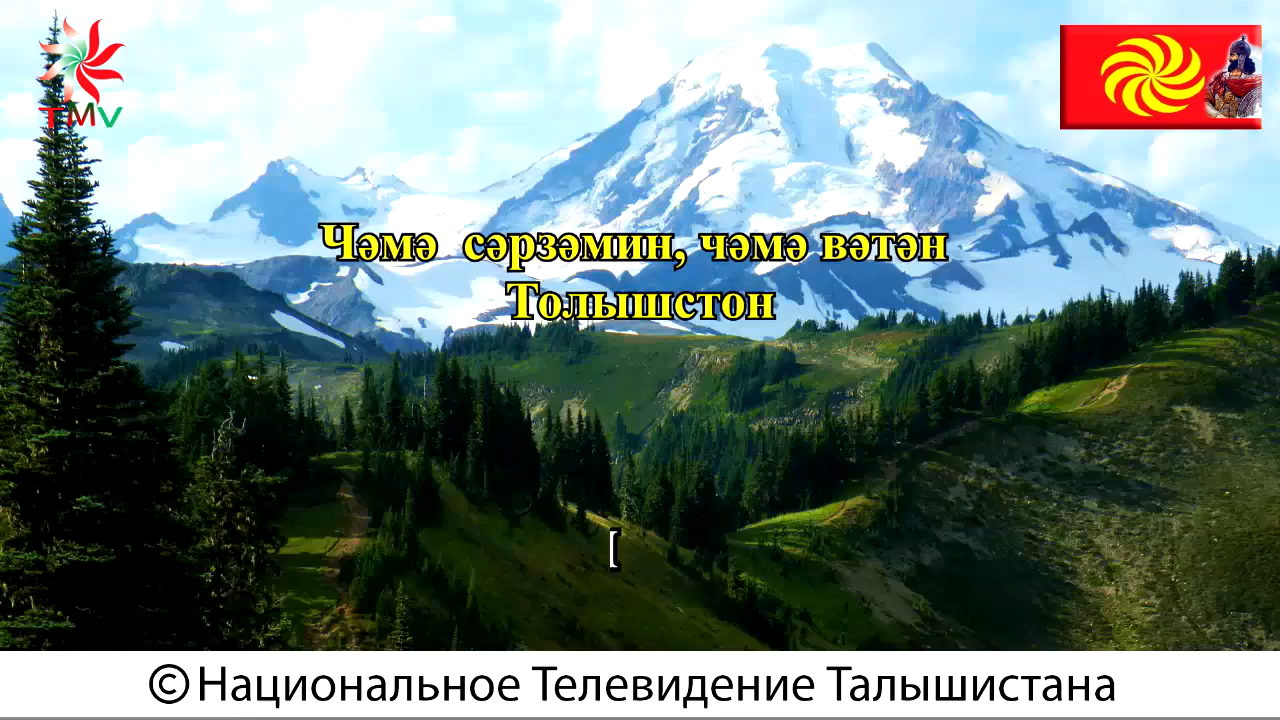 TMV
Чәмә сәрзәмин, чәмә вәтән
Толышстон
[
©Национальное Телевидение Талышистана